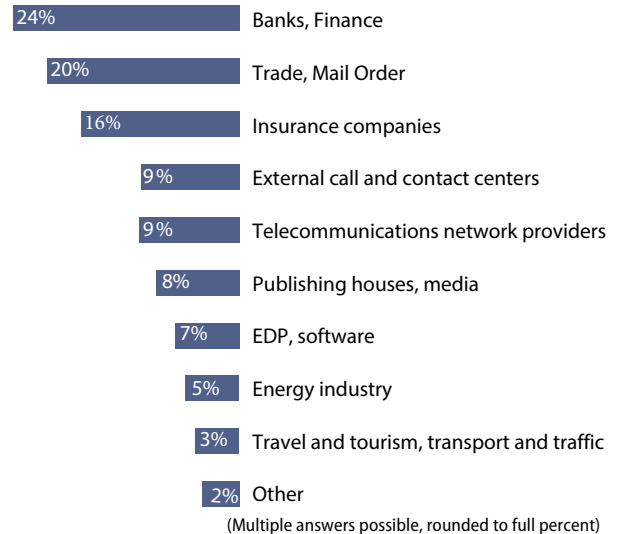 24% Banks, Finance
20% Trade, Mail Order
16% Insurance companies
9% External call and contact centers
9% Telecommunications network providers
8% Publishing houses, media
7% EDP, software
5% Energy industry
3% Travel and tourism, transport and traffic
2% Other
(Multiple answers possible, rounded to full percent)